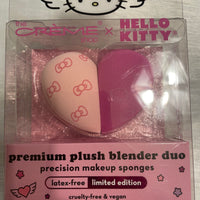 THE
CRÈME
SHOP
x
HELLO
KITTY
premium plush blender duo
precision makeup sponges
latex-free limited edition
cruelty-free & vegan